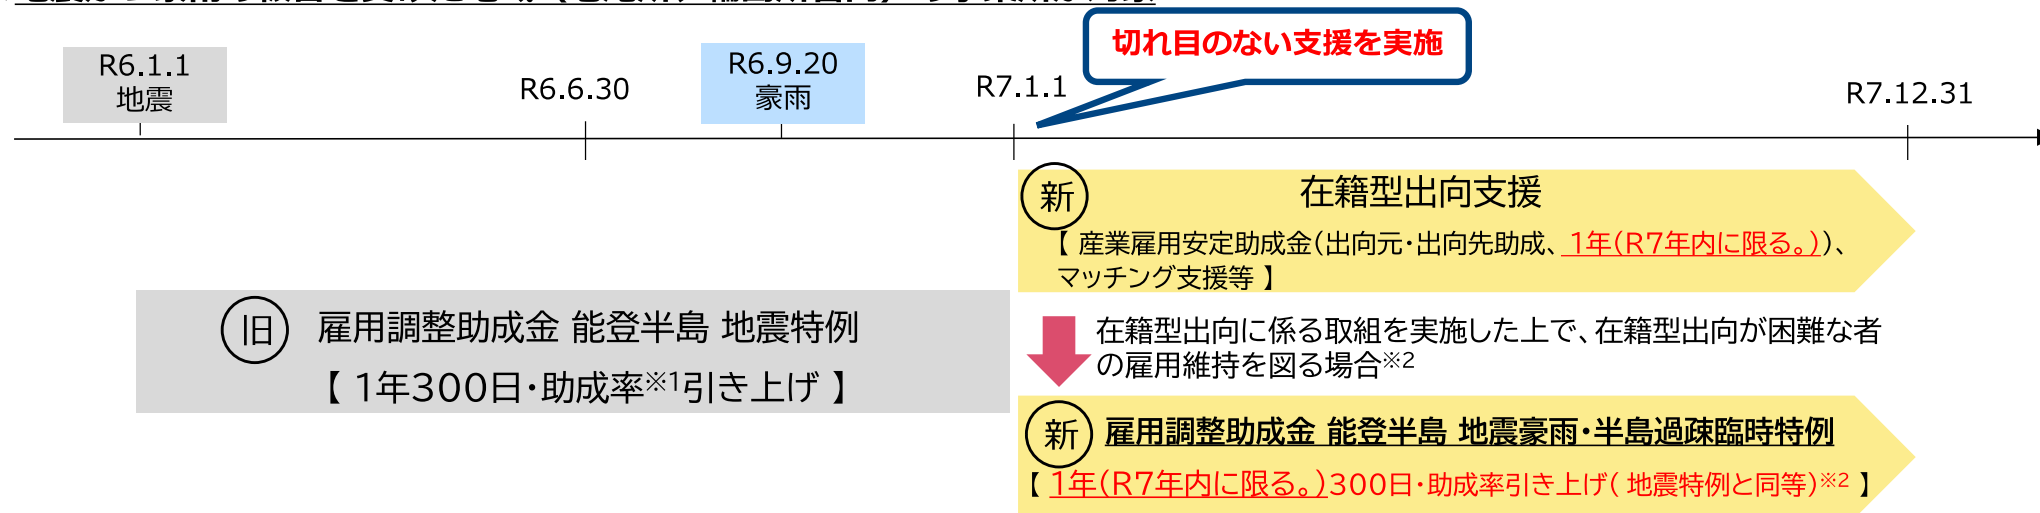 切れ目のない支援を実施
R6.1.1
地震
R6.6.30
R6.9.20
豪雨
R7.1.1
R7.12.31
新 在籍型出向支援
【 産業雇用安定助成金(出向元・出向先助成、 1年(R7年内に限る。))、
マッチング支援等 】
旧 雇用調整助成金 能登半島 地震特例
【 1年300日・助成率※1引き上げ 】
在籍型出向に係る取組を実施した上で、在籍型出向が困難な者
の雇用維持を図る場合※2
新 雇用調整助成金 能登半島 地震豪雨・半島過疎臨時特例
【 1年(R7年内に限る。)300日・助成率引き上げ( 地震特例と同等)※2 】